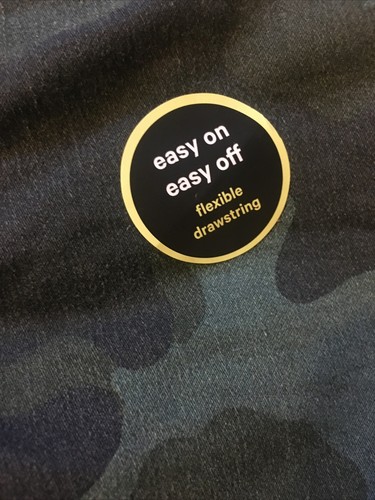 easy on
easy off
flexible
drawstring